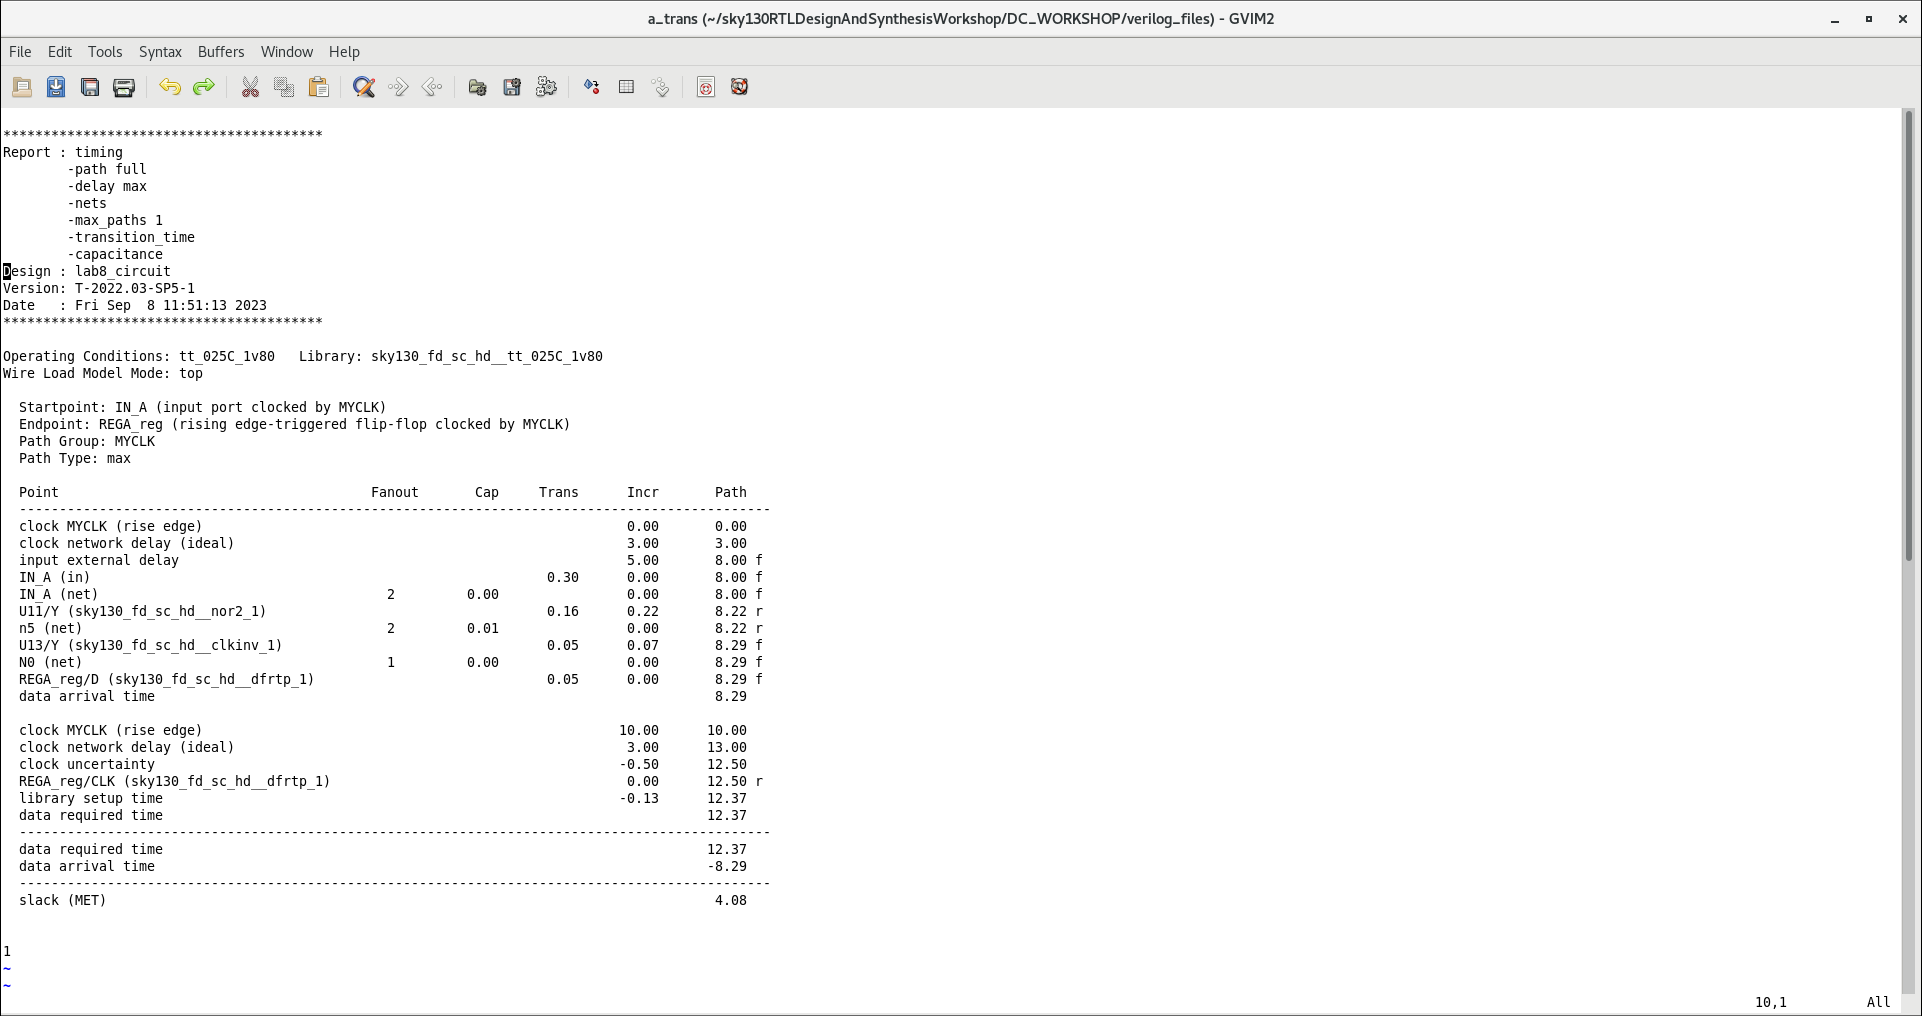 a_trans (~/sky130RTLDesignAndSynthesisWorkshop/DC_WORKSHOP/verilog_files) - GVIM2
File Edit Tools Syntax Buffers Window Help
****************************************
Report : timing
        -path full
        -delay max
        -nets
        -max_paths 1
        -transition_time
        -capacitance
Design : lab8_circuit
Version: T-2022.03-SP5-1
Date   : Fri Sep  8 11:51:13 2023
****************************************
Operating Conditions: tt_025C_1v80   Library: sky130_fd_sc_hd__tt_025C_1v80
Wire Load Model Mode: top
  Startpoint: IN_A (input port clocked by MYCLK)
  Endpoint: REGA_reg (rising edge-triggered flip-flop clocked by MYCLK)
  Path Group: MYCLK
  Path Type: max
  Point                                       Fanout       Cap     Trans      Incr       Path
  ----------------------------------------------------------------------------------------------
  clock MYCLK (rise edge)                                                     0.00       0.00
  clock network delay (ideal)                                                 3.00       3.00
  input external delay                                                        5.00       8.00 f
  IN_A (in)                                                         0.30      0.00       8.00 f
  IN_A (net)                                    2         0.00                0.00       8.00 f
  U11/Y (sky130_fd_sc_hd__nor2_1)                                   0.16      0.22       8.22 r
  n5 (net)                                      2         0.01                0.00       8.22 r
  U13/Y (sky130_fd_sc_hd__clkinv_1)                                 0.05      0.07       8.29 f
  N0 (net)                                      1         0.00                0.00       8.29 f
  REGA_reg/D (sky130_fd_sc_hd__dfrtp_1)                             0.05      0.00       8.29 f
  data arrival time                                                                      8.29
  clock MYCLK (rise edge)                                                    10.00      10.00
  clock network delay (ideal)                                                 3.00      13.00
  clock uncertainty                                                          -0.50      12.50
  REGA_reg/CLK (sky130_fd_sc_hd__dfrtp_1)                                     0.00      12.50 r
  library setup time                                                         -0.13      12.37
  data required time                                                                    12.37
  ----------------------------------------------------------------------------------------------
  data required time                                                                    12.37
  data arrival time                                                                     -8.29
  ----------------------------------------------------------------------------------------------
  slack (MET)                                                                            4.08
1
~
~
10,1 All